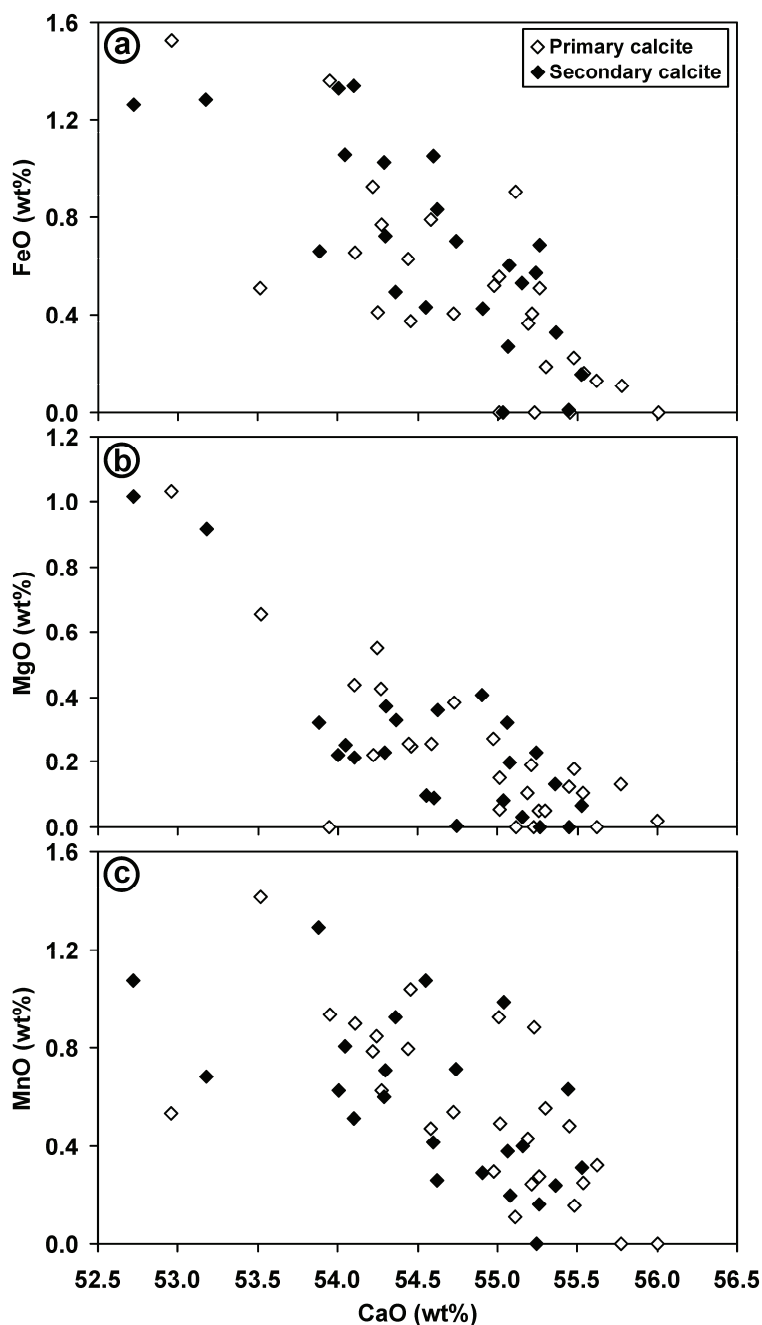 a
Primary calcite
Secondary calcite
1.6
1.2
0.8
0.4
0.0
FeO (wt%)
b
1.2
1.0
0.8
0.6
0.4
0.2
0.0
MgO (wt%)
c
1.6
1.2
0.8
0.4
0.0
MnO (wt%)
52.5 53.0 53.5 54.0 54.5 55.0 55.5 56.0 56.5
CaO (wt%)